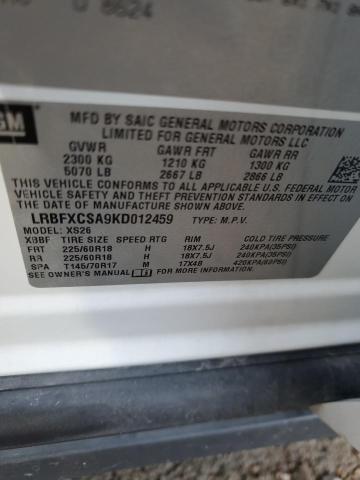 U 8624
GM
MFD BY SAIC GENERAL MOTORS CORPORATION
LIMITED FOR GENERAL MOTORS LLC
GVWR GAWR FRT GAWR RR
2300 KG 1210 KG 1300 KG
5070 LB 2667 LB 2866 LB
THIS VEHICLE CONFORMS TO ALL APPLICABLE U.S. FEDERAL MOTOR
VEHICLE SAFETY AND THEFT PREVENTION STANDARDS IN
EFFECT ON THE DATE OF MANUFACTURE SHOWN ABOVE.
LRBFXCSA9KD012459 TYPE: M.P.V.
MODEL: XS26
XBBF TIRE SIZE SPEED RTG RIM COLD TIRE PRESSURE
FRT 225/60R18 H 18X7.5J 240KPA(35PSI)
RR 225/60R18 H 18X7.5J 240KPA(35PSI)
SPA T145/70R17 M 17X4B 420KPA(60PSI)
SEE OWNER'S MANUAL FOR MORE INFORMATION.